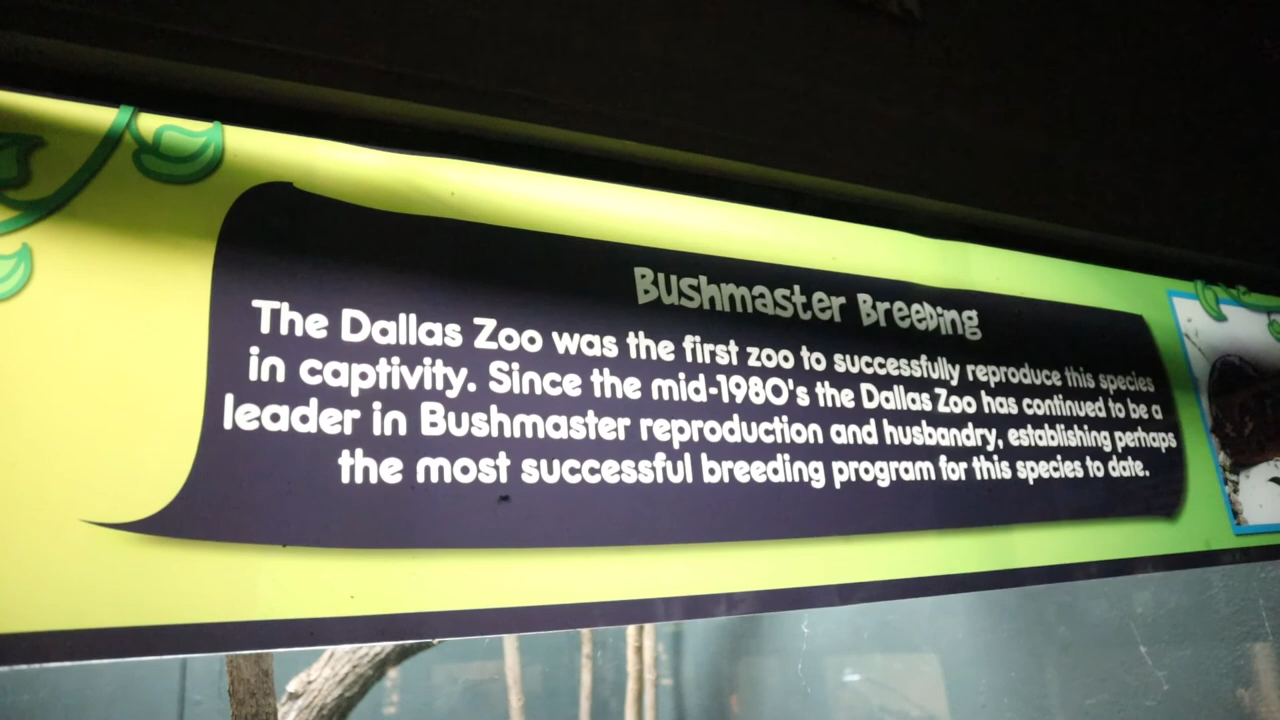 Bushmaster Breeding
The Dallas Zoo was the first zoo to successfully reproduce this species
in captivity. Since the mid-1980's the Dallas Zoo has continued to be a
leader in Bushmaster reproduction and husbandry, establishing perhaps
the most successful breeding program for this species to date.